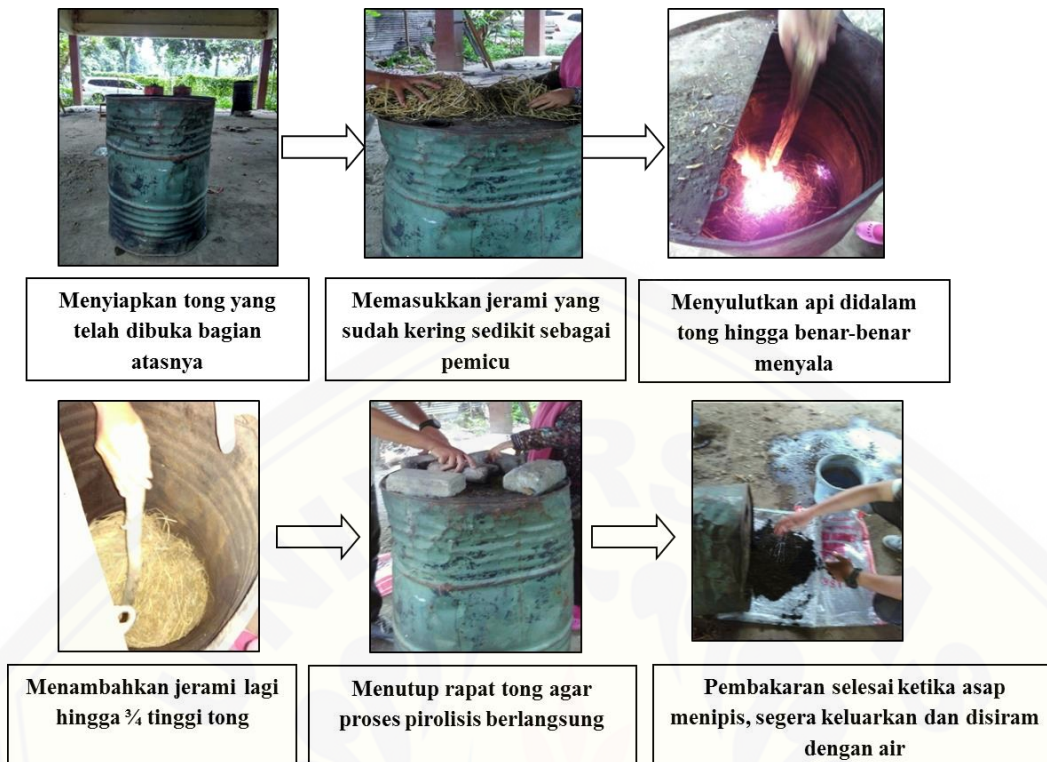 Menyiapkan tong yang
telah dibuka bagian
atasnya
Memasukkan jerami yang
sudah kering sedikit sebagai
pemicu
Menyulutkan api didalam
tong hingga benar-benar
menyala
Menambahkan jerami lagi
hingga ¾ tinggi tong
Menutup rapat tong agar
proses pirolisis berlangsung
Pembakaran selesai ketika asap
menipis, segera keluarkan dan disiram
dengan air